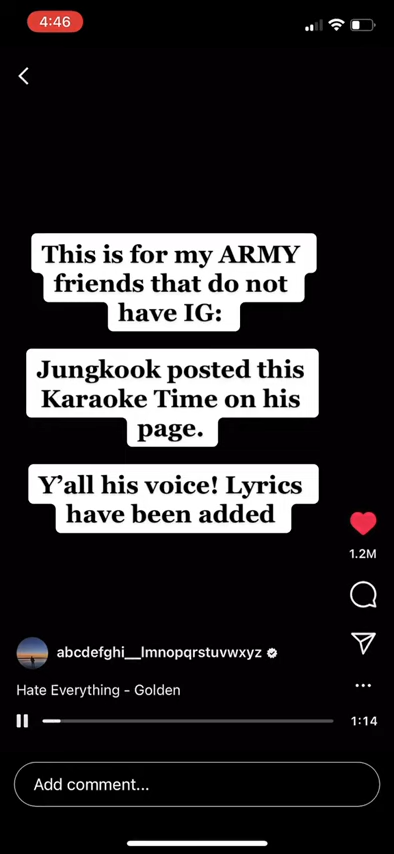 4:46
This is for my ARMY
friends that do not
have IG:
Jungkook posted this
Karaoke Time on his
page.
Y'all his voice! Lyrics
have been added
1.2M
abcdefghi__lmnopqrstuvwxyz
Hate Everything - Golden
1:14
Add comment...